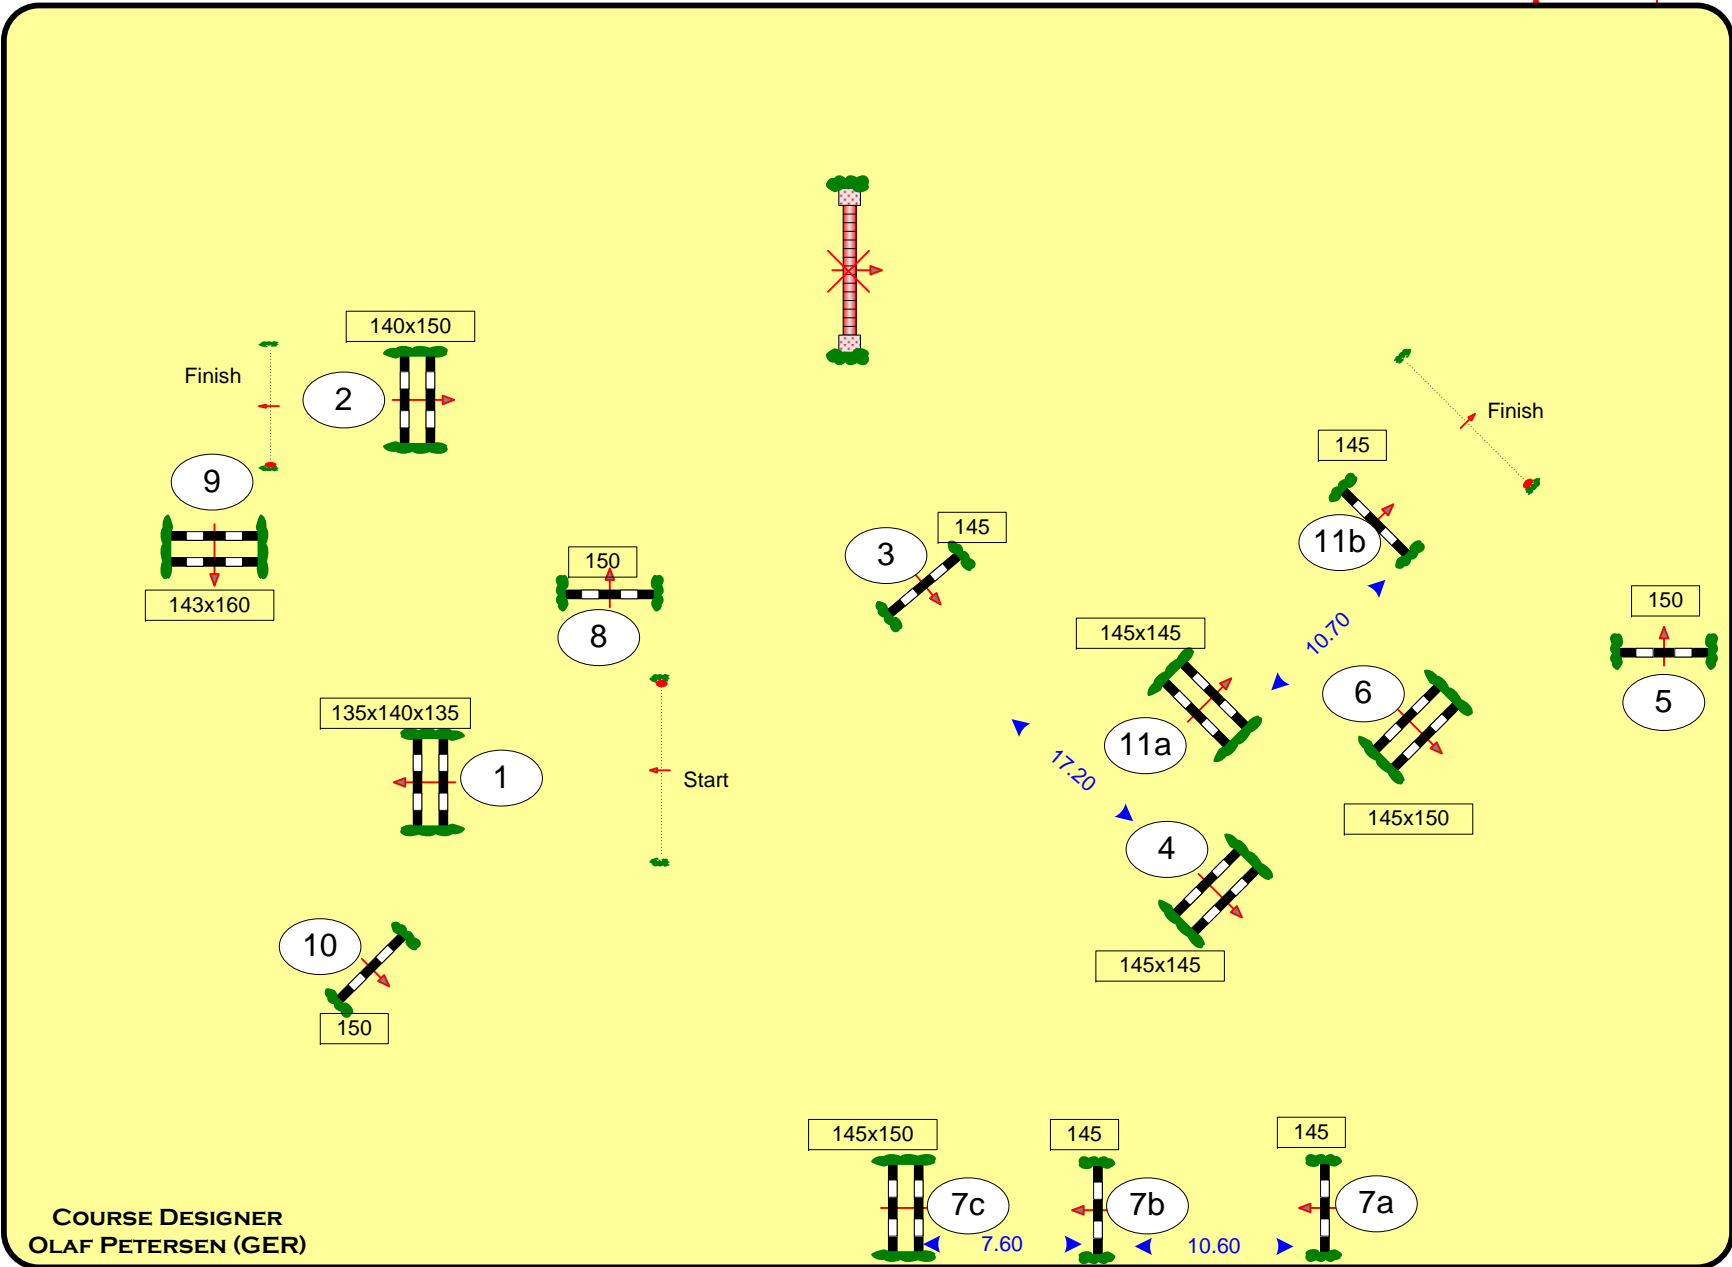 140x150
Finish
2
Finish
145
9
145
3
11b
150
150
143x160
145x145
10.70
8
6
5
135x140x135
11a
17.20
1
Start
145x150
4
10
145x145
150
145x150
145
145
7c
7b
7a
7.60
10.60
COURSE DESIGNER
OLAF PETERSEN (GER)